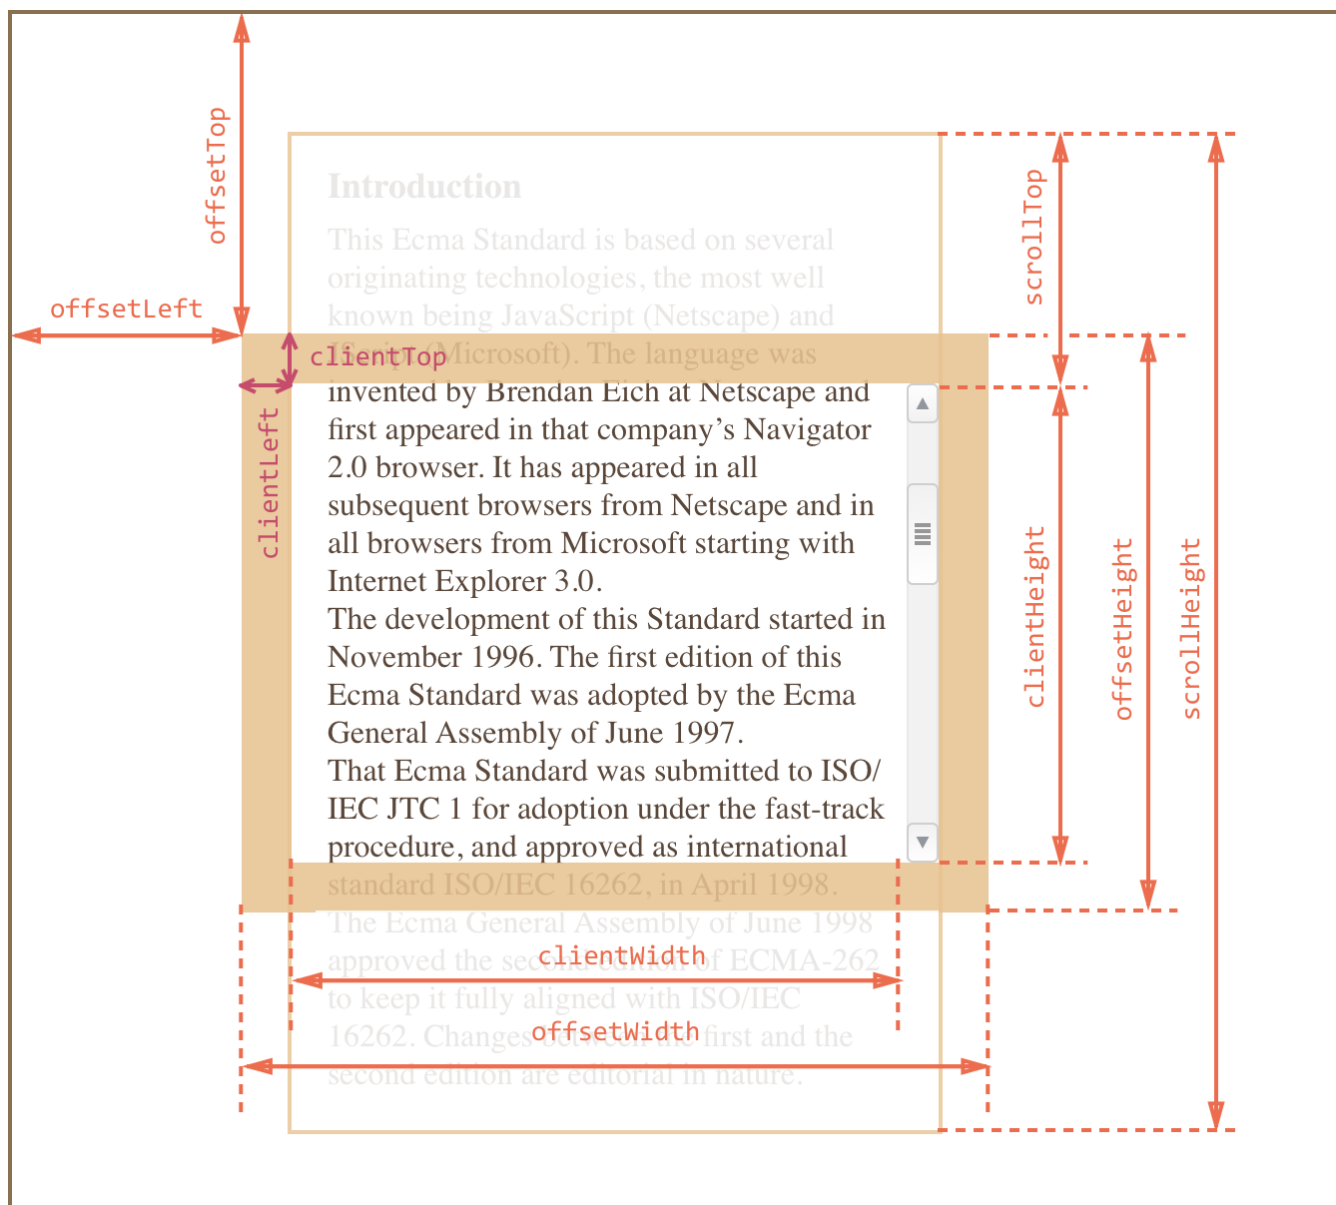 offsetTop
offsetLeft
clientTop
clientLeft
Introduction
This Ecma Standard is based on several
originating technologies, the most well
known being JavaScript (Netscape) and
JScript (Microsoft). The language was
invented by Brendan Eich at Netscape and
first appeared in that company’s Navigator
2.0 browser. It has appeared in all
subsequent browsers from Netscape and in
all browsers from Microsoft starting with
Internet Explorer 3.0.
The development of this Standard started in
November 1996. The first edition of this
Ecma Standard was adopted by the Ecma
General Assembly of June 1997.
That Ecma Standard was submitted to ISO/
IEC JTC 1 for adoption under the fast-track
procedure, and approved as international
standard ISO/IEC 16262, in April 1998.
The Ecma General Assembly of June 1998
approved the second edition of ECMA-262
to keep it fully aligned with ISO/IEC
16262. Changes between the first and the
second edition are editorial in nature.
clientWidth
offsetWidth
scrollTop
clientHeight
offsetHeight
scrollHeight